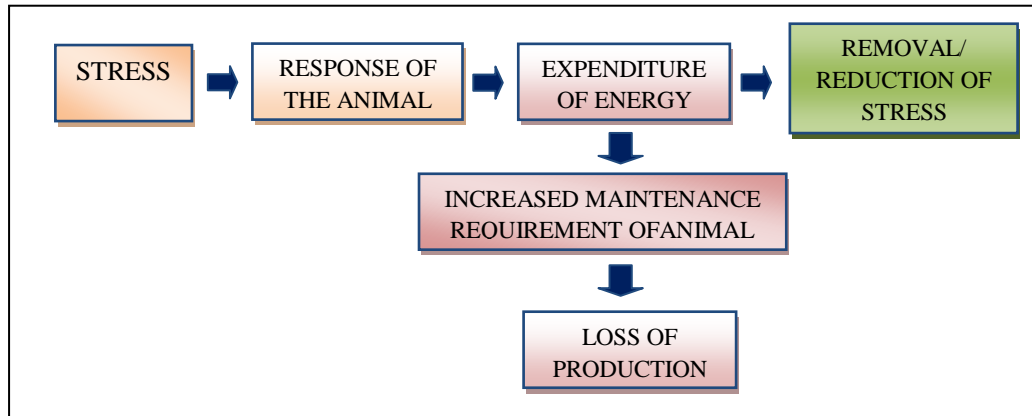 STRESS
RESPONSE OF
THE ANIMAL
EXPENDITURE
OF ENERGY
REMOVAL/
REDUCTION OF
STRESS
INCREASED MAINTENANCE
REQUIREMENT OFANIMAL
LOSS OF
PRODUCTION